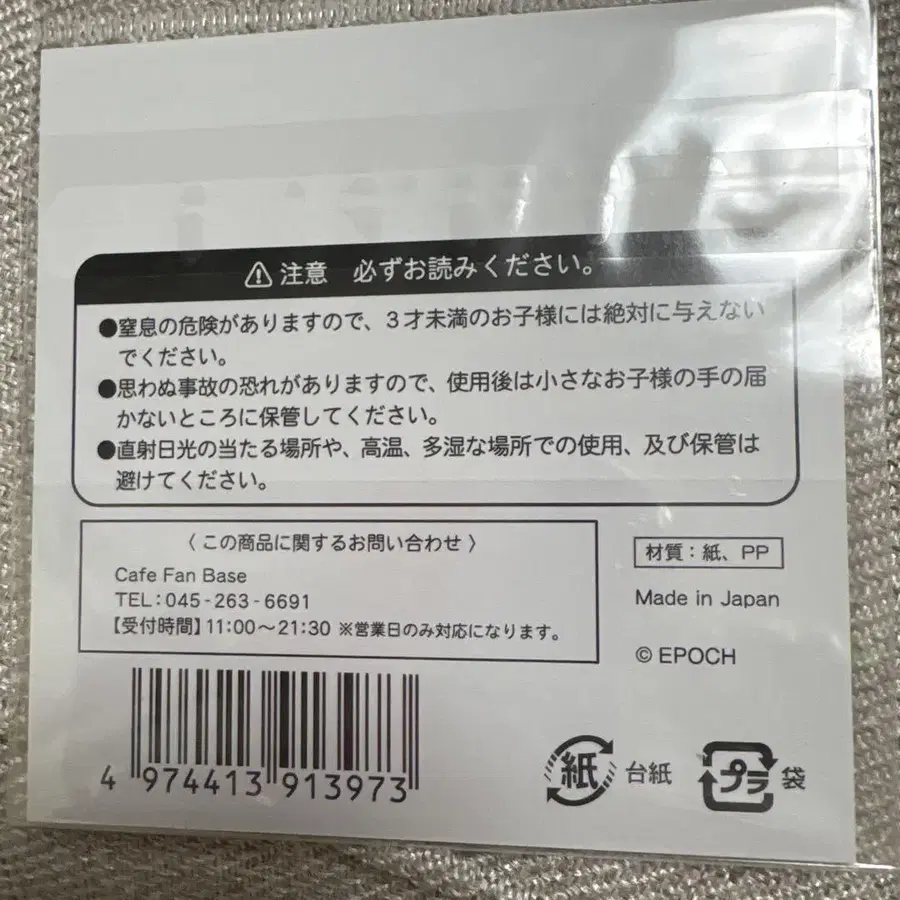 ⚠注意 必ずお読みください。
●窒息の危険がありますので、3才未満のお子様には絶対に与えない
でください。
●思わぬ事故の恐れがありますので、使用後は小さなお子様の手の届
かないところに保管してください。
●直射日光の当たる場所や、高温、多湿な場所での使用、及び保管は
避けてください。
〈この商品に関するお問い合わせ〉
Cafe Fan Base
TEL:045-263-6691
【受付時間】11:00〜21:30 ※営業日のみ対応になります。
材質:紙、PP
Made in Japan
© EPOCH
4 974413 913973
紙 台紙
プラ 袋